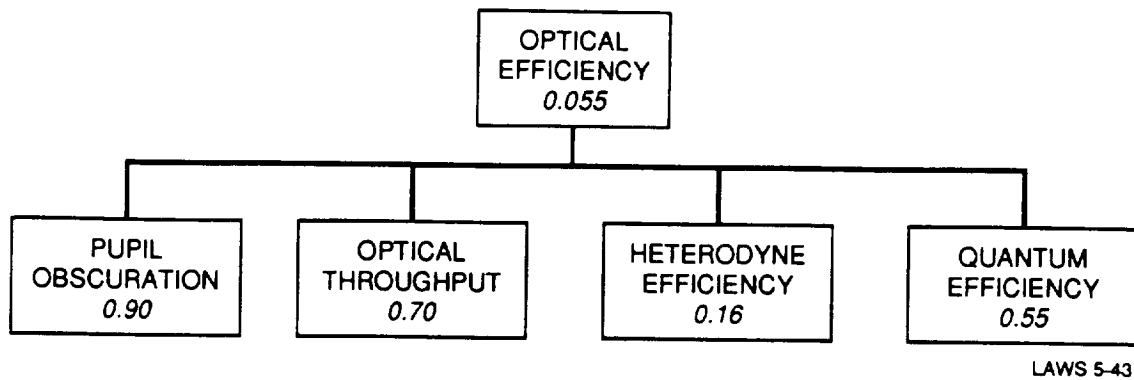 OPTICAL
EFFICIENCY
0.055
PUPIL
OBSCURATION
0.90
OPTICAL
THROUGHPUT
0.70
HETERODYNE
EFFICIENCY
0.16
QUANTUM
EFFICIENCY
0.55
LAWS 5-43